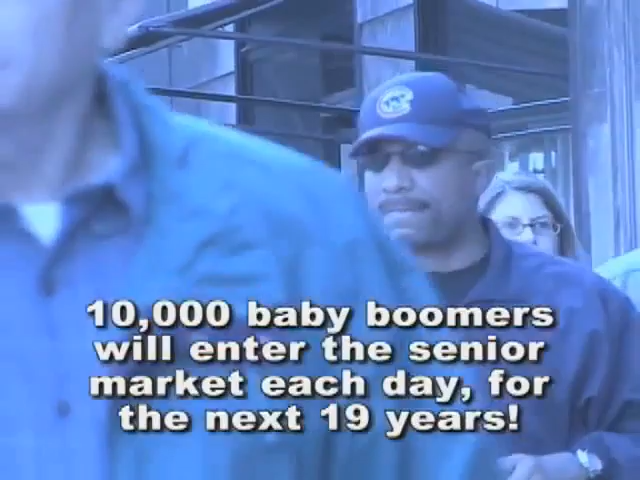 10,000 baby boomers
will enter the senior
market each day, for
the next 19 years!